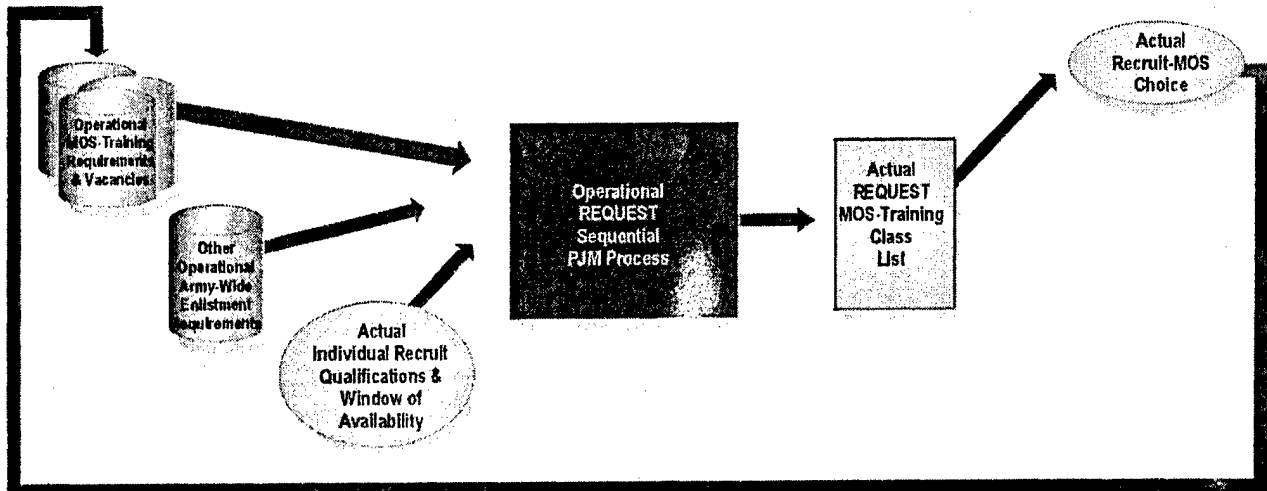 Operational
MOS-Training
Requirements
& Vacancies
Other
Operational
Army-Wide
Enlistment
Requirements
Actual
Individual Recruit
Qualifications &
Window of
Availability
Operational
REQUEST
Sequential
PJM Process
Actual
REQUEST
MOS-Training
Class
List
Actual
Recruit-MOS
Choice